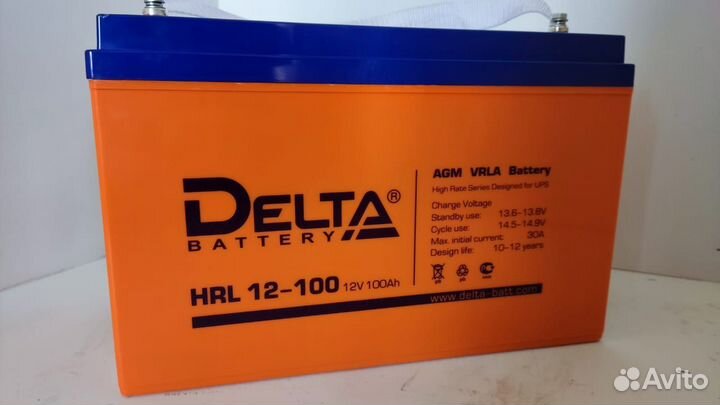 DELTA®
BATTERY
HRL 12-100 12V 100Ah
AGM VRLA Battery
High Rate Series Designed for UPS
Charge Voltage
Standby use: 13.6-13.8V
Cycle use: 14.5-14.9V
Max. initial current: 30A
Design life: 10-12 years
Pb Pb
www.delta-batt.com
Avito